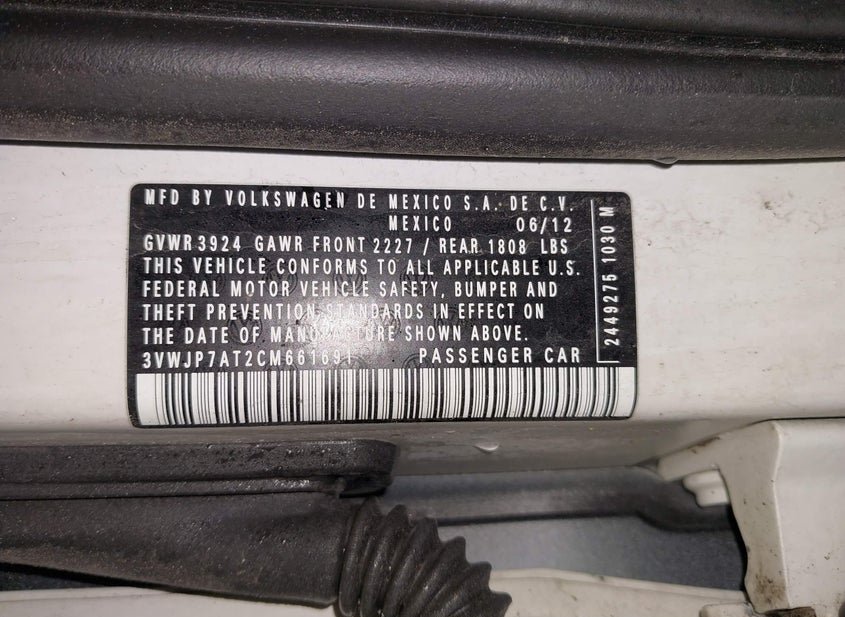 MFD BY VOLKSWAGEN DE MEXICO S.A. DE C.V.
MEXICO 06/12
GVWR 3924 GAWR FRONT 2227 / REAR 1808 LBS
THIS VEHICLE CONFORMS TO ALL APPLICABLE U.S.
FEDERAL MOTOR VEHICLE SAFETY, BUMPER AND
THEFT PREVENTION STANDARDS IN EFFECT ON
THE DATE OF MANUFACTURE SHOWN ABOVE.
3VWJP7AT2CM661691 PASSENGER CAR
2449275 1030 M